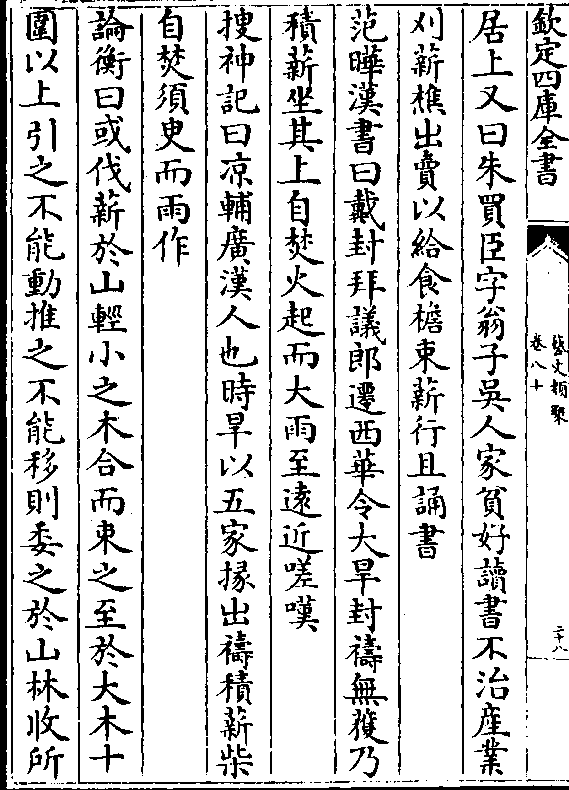 欽定四庫全書
藝文類聚
卷八十
二十八
居上又曰朱買臣字翁子吳人家貧好讀書不治產業
刈薪樵出賣以給食檐束薪行且誦書
范曄漢書曰戴封拜議郎遷西華令大旱封禱無獲乃
積薪坐其上自焚火起而大雨至遠近嗟嘆
搜神記曰凉輔廣漢人也時旱以五家掾出禱積薪柴
自焚須臾而雨作
論衡曰或伐薪於山輕小之木合而束之至於大木十
圍以上引之不能動推之不能移則委之於山林收所